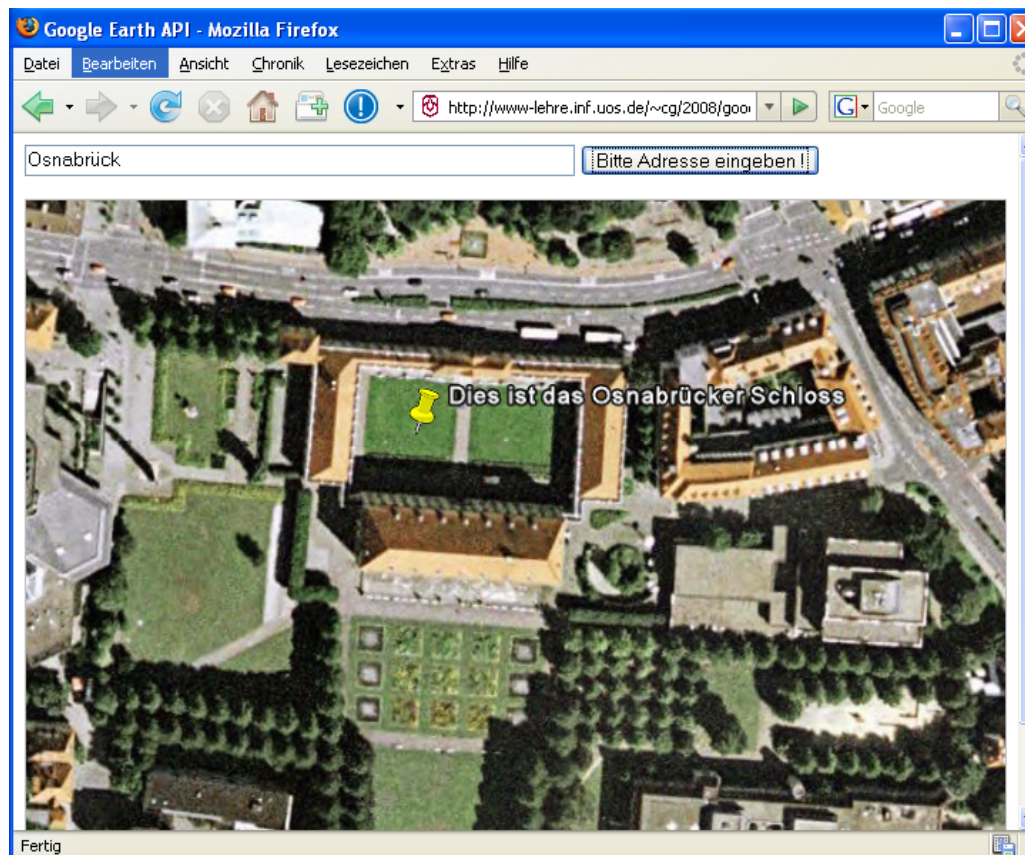 Google Earth API - Mozilla Firefox
Datei Bearbeiten Ansicht Chronik Lesezeichen Extras Hilfe
http://www-lehre.inf.uos.de/~cg/2008/goo G Google
Osnabrück Bitte Adresse eingeben !
Dies ist das Osnabrücker Schloss
Fertig